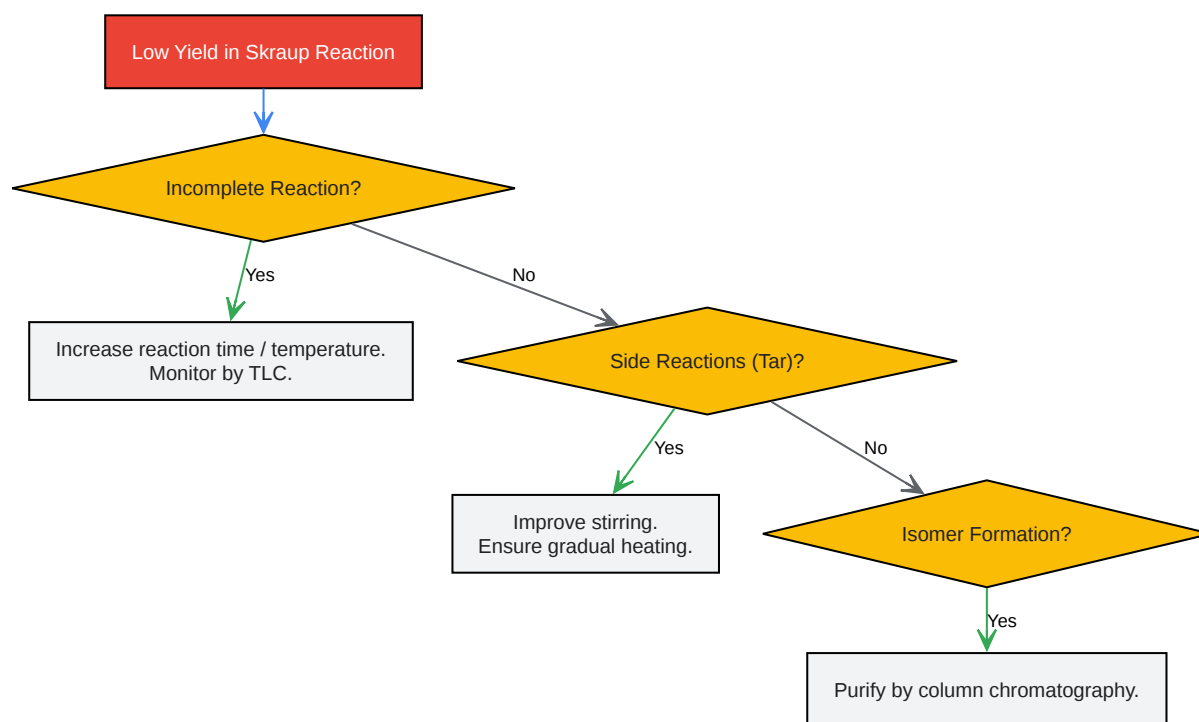 Low Yield in Skraup Reaction
Incomplete Reaction?
Yes
No
Increase reaction time / temperature.
Monitor by TLC.
Side Reactions (Tar)?
Yes
No
Improve stirring.
Ensure gradual heating.
Isomer Formation?
Yes
Purify by column chromatography.